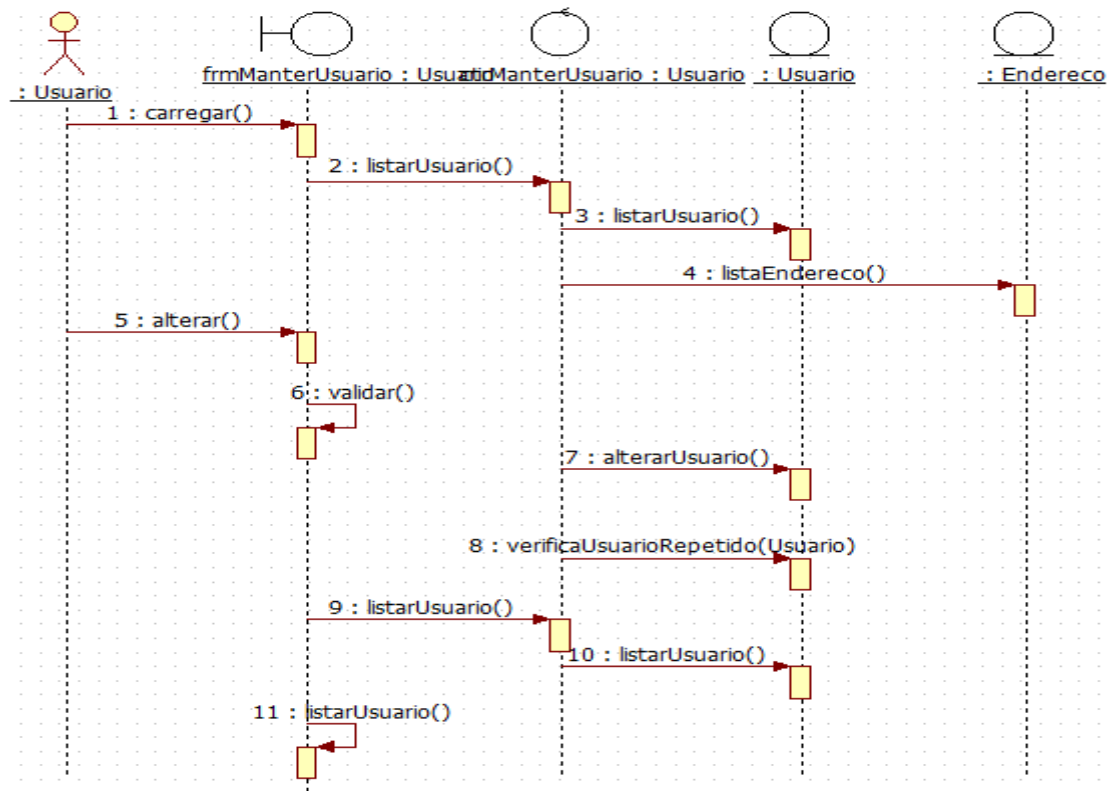 frmManterUsuario : Usuario
ctrlManterUsuario : Usuario
: Usuario
: Endereco
: Usuario
1 : carregar()
2 : listarUsuario()
3 : listarUsuario()
4 : listaEndereco()
5 : alterar()
6 : validar()
7 : alterarUsuario()
8 : verificaUsuarioRepetido(Usuario)
9 : listarUsuario()
10 : listarUsuario()
11 : listarUsuario()